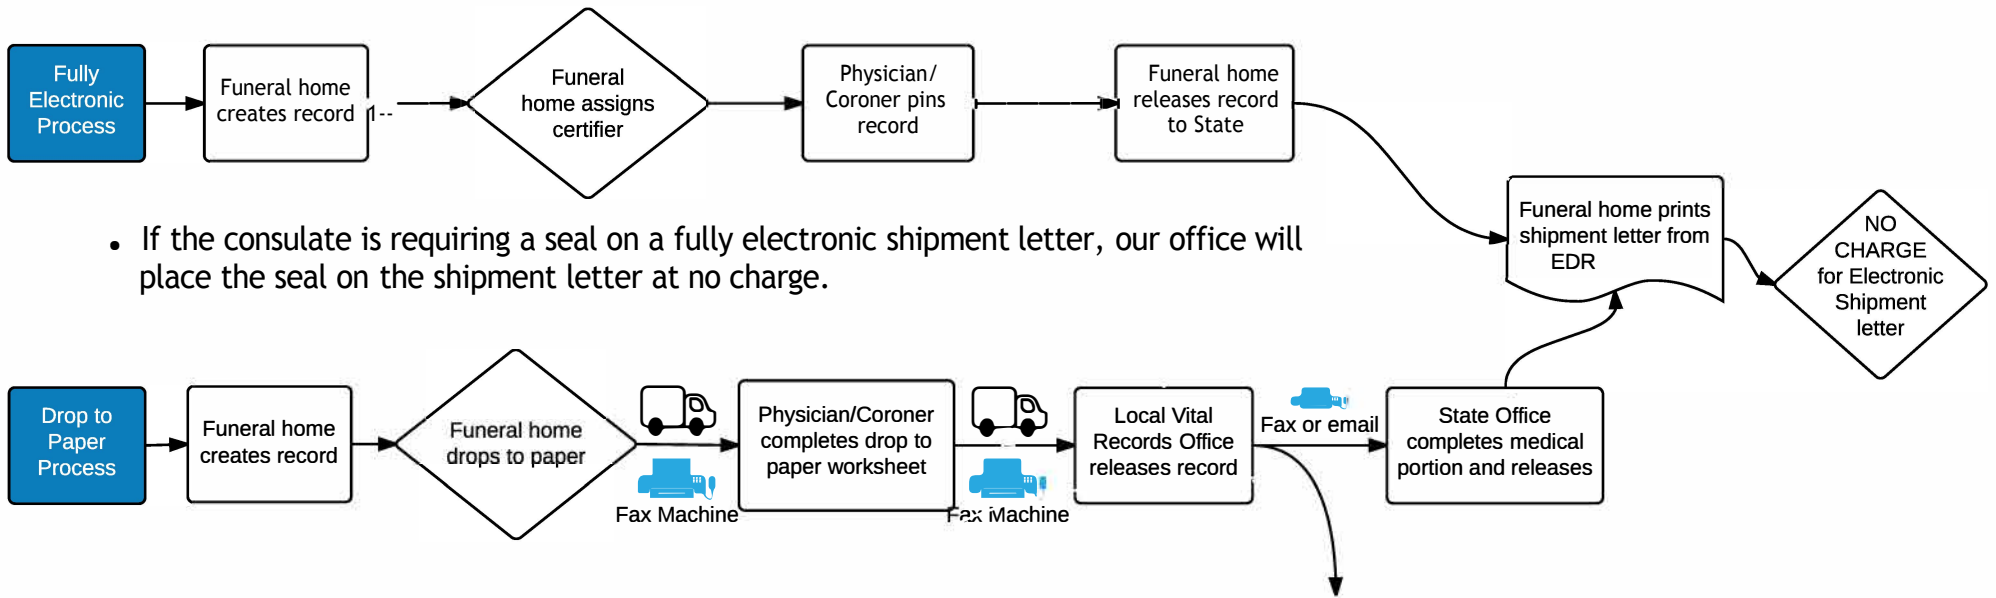 Fully
Electronic
Process
Funeral home
creates record
1--
Funeral
home assigns
certifier
Physician/
Coroner pins
record
Funeral home
releases record
to State
Funeral home prints
shipment letter from
EDR
NO
CHARGE
for Electronic
Shipment
letter
• If the consulate is requiring a seal on a fully electronic shipment letter, our office will
place the seal on the shipment letter at no charge.
Drop to
Paper
Process
Funeral home
creates record
Funeral home
drops to paper
Fax Machine
Physician/Coroner
completes drop to
paper worksheet
Fax Machine
Local Vital
Records Office
releases record
Fax or email
State Office
completes medical
portion and releases